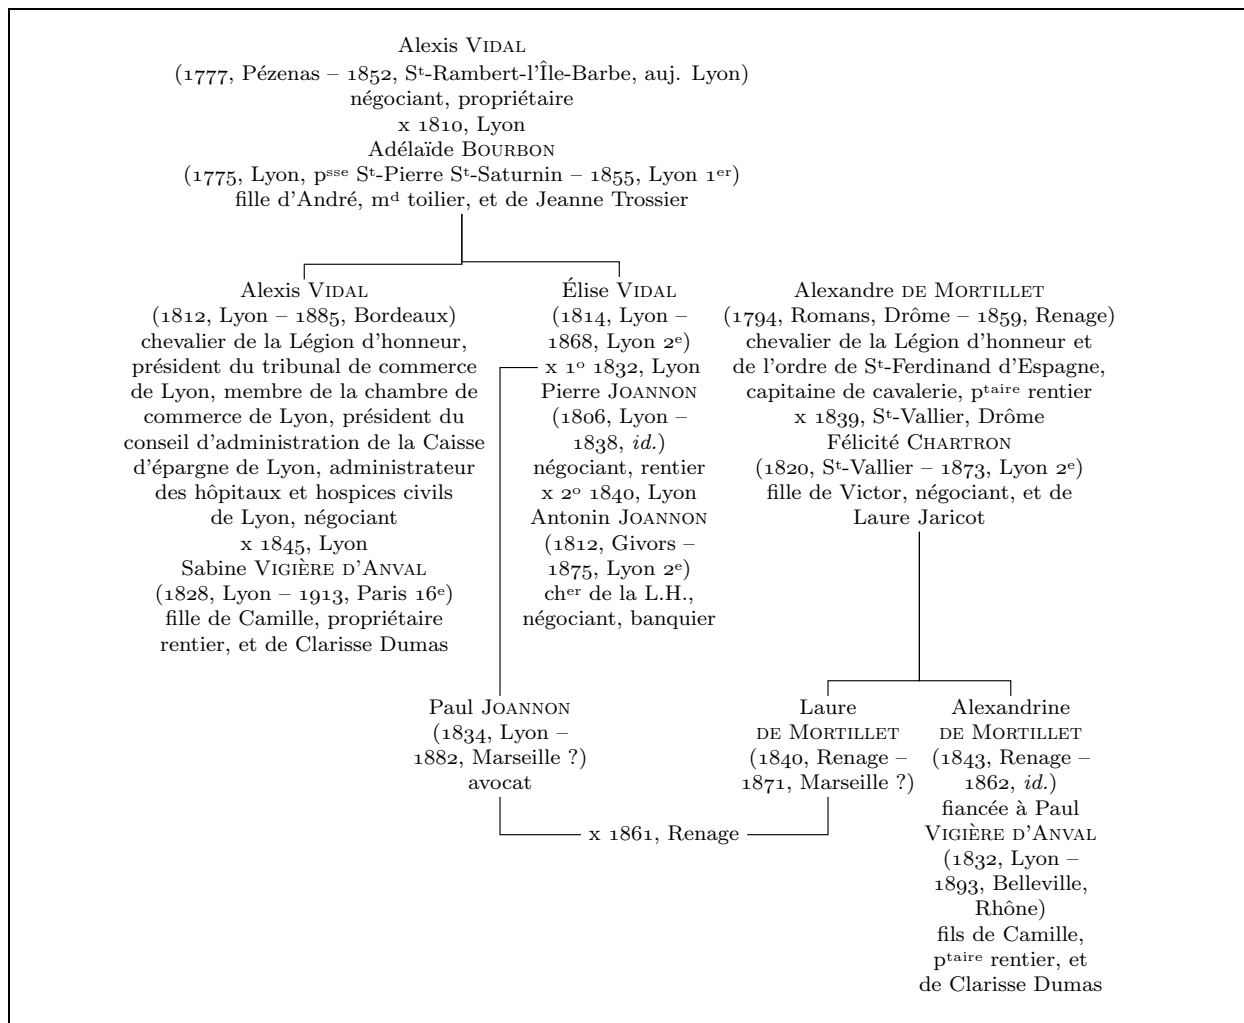 Alexis VIDAL
(1777, Pézenas – 1852, Sᵗ-Rambert-l'Île-Barbe, auj. Lyon)
négociant, propriétaire
x 1810, Lyon
Adélaïde BOURBON
(1775, Lyon, pˢˢᵉ Sᵗ-Pierre Sᵗ-Saturnin – 1855, Lyon 1ᵉʳ)
fille d'André, mᵈ toilier, et de Jeanne Trossier
Alexis VIDAL
(1812, Lyon – 1885, Bordeaux)
chevalier de la Légion d'honneur,
président du tribunal de commerce
de Lyon, membre de la chambre de
commerce de Lyon, président du
conseil d'administration de la Caisse
d'épargne de Lyon, administrateur
des hôpitaux et hospices civils
de Lyon, négociant
x 1845, Lyon
Sabine VIGIÈRE D'ANVAL
(1828, Lyon – 1913, Paris 16ᵉ)
fille de Camille, propriétaire
rentier, et de Clarisse Dumas
Élise VIDAL
(1814, Lyon –
1868, Lyon 2ᵉ)
x 1º 1832, Lyon
Pierre JOANNON
(1806, Lyon –
1838, id.)
négociant, rentier
x 2º 1840, Lyon
Antonin JOANNON
(1812, Givors –
1875, Lyon 2ᵉ)
chᵉʳ de la L.H.,
négociant, banquier
Alexandre DE MORTILLET
(1794, Romans, Drôme – 1859, Renage)
chevalier de la Légion d'honneur et
de l'ordre de Sᵗ-Ferdinand d'Espagne,
capitaine de cavalerie, pᵗᵃⁱʳᵉ rentier
x 1839, Sᵗ-Vallier, Drôme
Félicité CHARTRON
(1820, Sᵗ-Vallier – 1873, Lyon 2ᵉ)
fille de Victor, négociant, et de
Laure Jaricot
Paul JOANNON
(1834, Lyon –
1882, Marseille ?)
avocat
Laure
DE MORTILLET
(1840, Renage –
1871, Marseille ?)
x 1861, Renage
Alexandrine
DE MORTILLET
(1843, Renage –
1862, id.)
fiancée à Paul
VIGIÈRE D'ANVAL
(1832, Lyon –
1893, Belleville,
Rhône)
fils de Camille,
pᵗᵃⁱʳᵉ rentier, et
de Clarisse Dumas